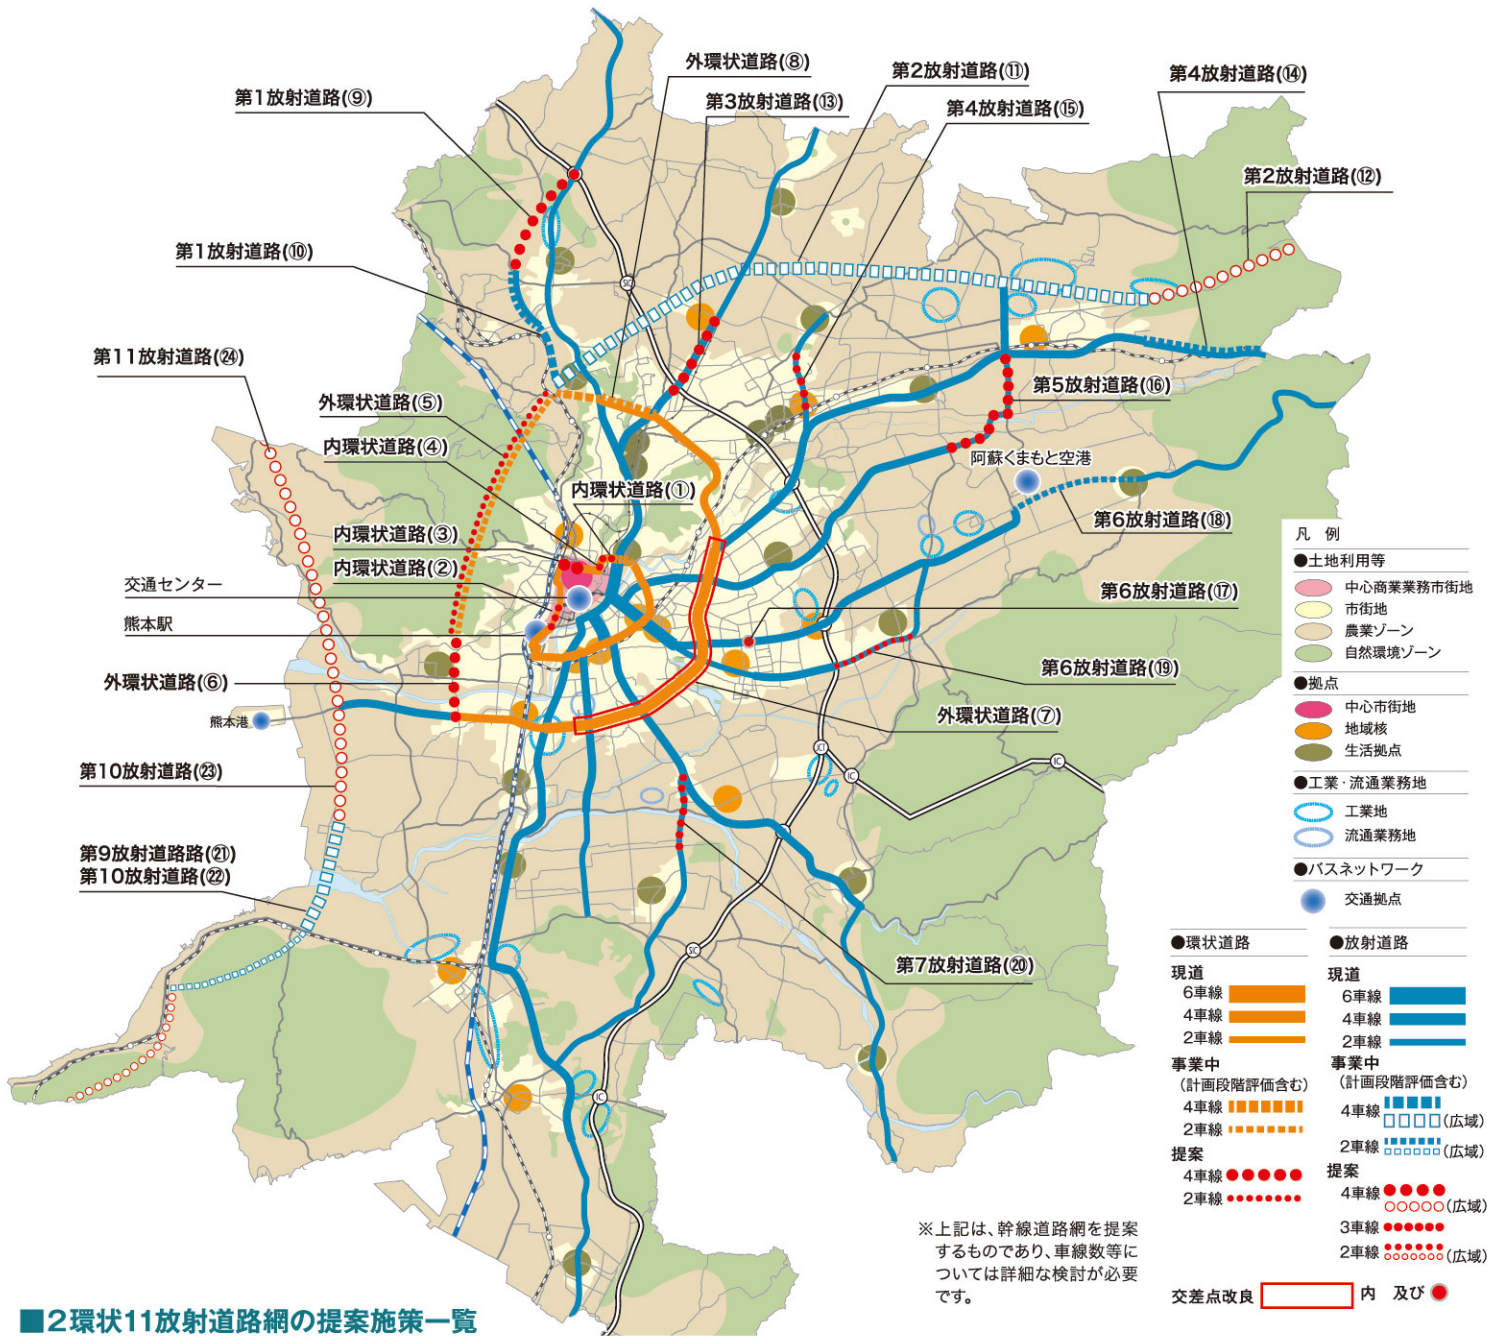 外環状道路(⑧)
第2放射道路(⑪)
第4放射道路(⑭)
第1放射道路(⑨)
第3放射道路(⑬)
第4放射道路(⑮)
第2放射道路(⑫)
第1放射道路(⑩)
SIC
第11放射道路(㉔)
第5放射道路(⑯)
外環状道路(⑤)
内環状道路(④)
阿蘇くまもと空港
内環状道路(①)
第6放射道路(⑱)
内環状道路(③)
内環状道路(②)
交通センター
第6放射道路(⑰)
熊本駅
第6放射道路(⑲)
外環状道路(⑥)
熊本港
外環状道路(⑦)
JCT
IC
IC
第10放射道路(㉓)
第9放射道路路(㉑)
第10放射道路(㉒)
SIC
第7放射道路(⑳)
IC
凡 例
●土地利用等
中心商業業務市街地
市街地
農業ゾーン
自然環境ゾーン
●拠点
中心市街地
地域核
生活拠点
●工業・流通業務地
工業地
流通業務地
●バスネットワーク
交通拠点
●環状道路
現道
6車線
4車線
2車線
事業中
(計画段階評価含む)
4車線
2車線
提案
4車線
2車線
●放射道路
現道
6車線
4車線
2車線
事業中
(計画段階評価含む)
4車線
(広域)
2車線
(広域)
提案
4車線
(広域)
3車線
2車線
(広域)
交差点改良 内 及び
※上記は、幹線道路網を提案
するものであり、車線数等に
ついては詳細な検討が必要
です。
■2環状11放射道路網の提案施策一覧